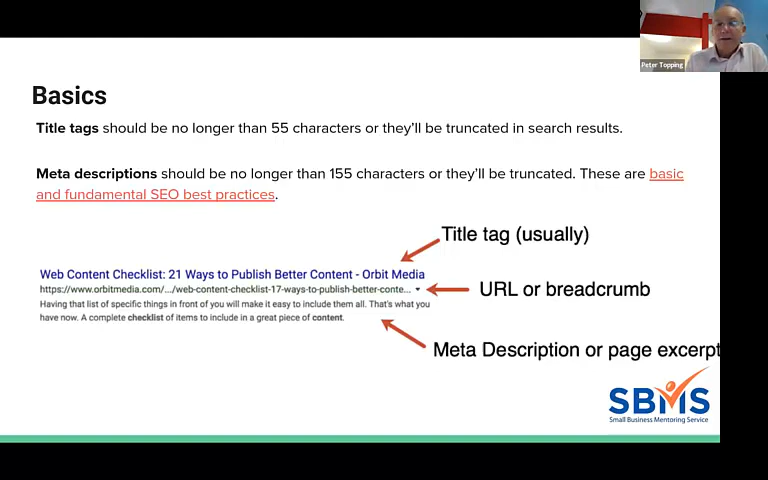 Peter Topping
Basics
Title tags should be no longer than 55 characters or they'll be truncated in search results.
Meta descriptions should be no longer than 155 characters or they'll be truncated. These are basic
and fundamental SEO best practices.
Title tag (usually)
Web Content Checklist: 21 Ways to Publish Better Content - Orbit Media
https://www.orbitmedia.com/.../web-content-checklist-17-ways-to-publish-better-conte...
URL or breadcrumb
Having that list of specific things in front of you will make it easy to include them all. That's what you
have now. A complete checklist of items to include in a great piece of content.
Meta Description or page excerpt
SBMS
Small Business Mentoring Service